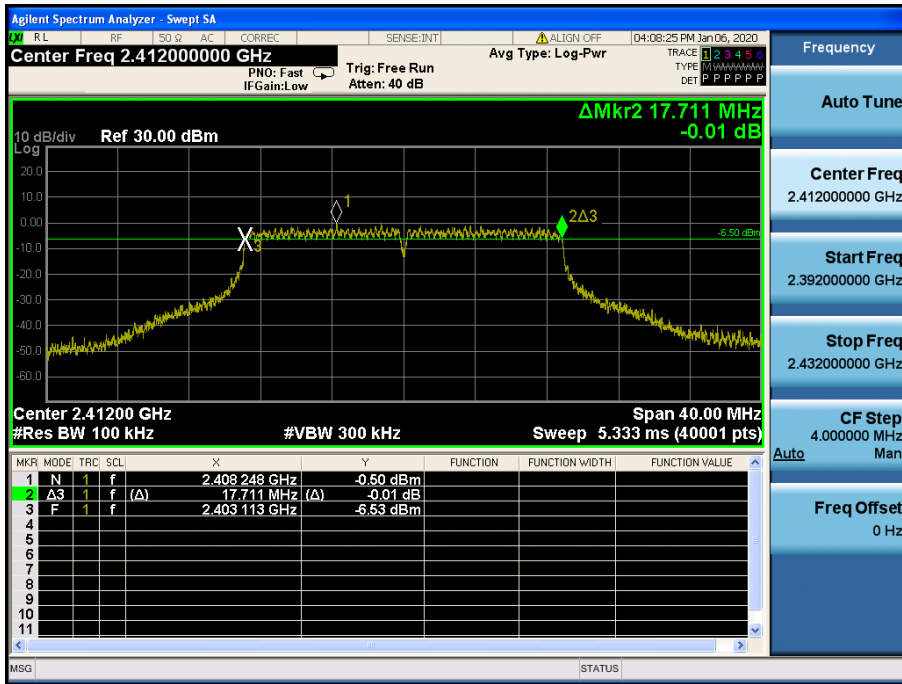 Agilent Spectrum Analyzer - Swept SA
LXI RL RF 50 Ω AC CORREC SENSE:INT ALIGN OFF 04:08:25 PM Jan 06, 2020
Center Freq 2.412000000 GHz
PNO: Fast
IFGain:Low
Trig: Free Run
Atten: 40 dB
Avg Type: Log-Pwr
TRACE 1 2 3 4 5 6
TYPE MWWWWW
DET P P P P P P
ΔMkr2 17.711 MHz
-0.01 dB
10 dB/div Ref 30.00 dBm
Log
20.0
10.0
0.00
-10.0
-20.0
-30.0
-40.0
-50.0
-60.0
1
2Δ3
3
-6.50 dBm
Center 2.41200 GHz Span 40.00 MHz
#Res BW 100 kHz #VBW 300 kHz Sweep 5.333 ms (40001 pts)
MKR MODE TRC SCL X Y FUNCTION FUNCTION WIDTH FUNCTION VALUE
1 N 1 f 2.408 248 GHz -0.50 dBm
2 Δ3 1 f (Δ) 17.711 MHz (Δ) -0.01 dB
3 F 1 f 2.403 113 GHz -6.53 dBm
4
5
6
7
8
9
10
11
MSG STATUS
Frequency
Auto Tune
Center Freq
2.412000000 GHz
Start Freq
2.392000000 GHz
Stop Freq
2.432000000 GHz
CF Step
4.000000 MHz
Auto Man
Freq Offset
0 Hz